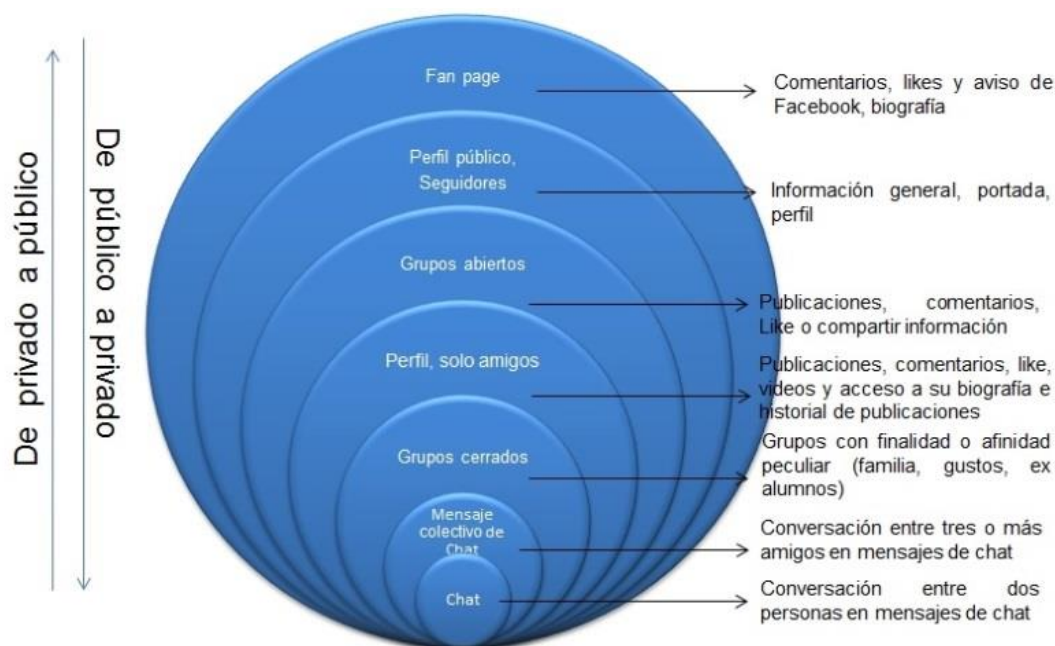 De privado a público
De público a privado
Fan page
Comentarios, likes y aviso de
Facebook, biografía
Perfil público,
Seguidores
Información general, portada,
perfil
Grupos abiertos
Publicaciones, comentarios,
Like o compartir información
Perfil, solo amigos
Publicaciones, comentarios, like,
videos y acceso a su biografía e
historial de publicaciones
Grupos cerrados
Grupos con finalidad o afinidad
peculiar (familia, gustos, ex
alumnos)
Mensaje
colectivo de
Chat
Conversación entre tres o más
amigos en mensajes de chat
Chat
Conversación entre dos
personas en mensajes de chat